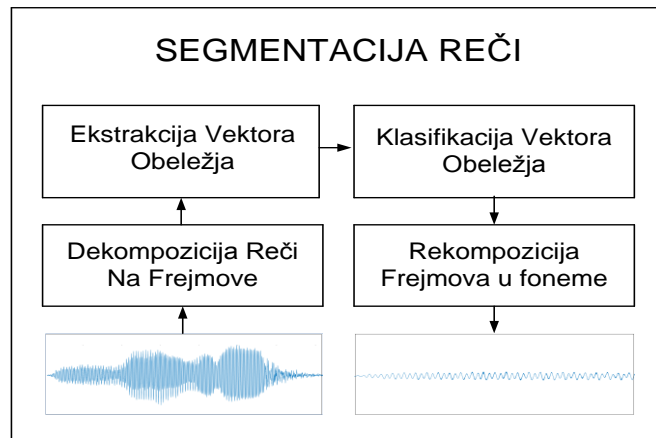 SEGMENTACIJA REČI
Ekstrakcija Vektora
Obeležja
Klasifikacija Vektora
Obeležja
Dekompozicija Reči
Na Frejmove
Rekompozicija
Frejmova u foneme